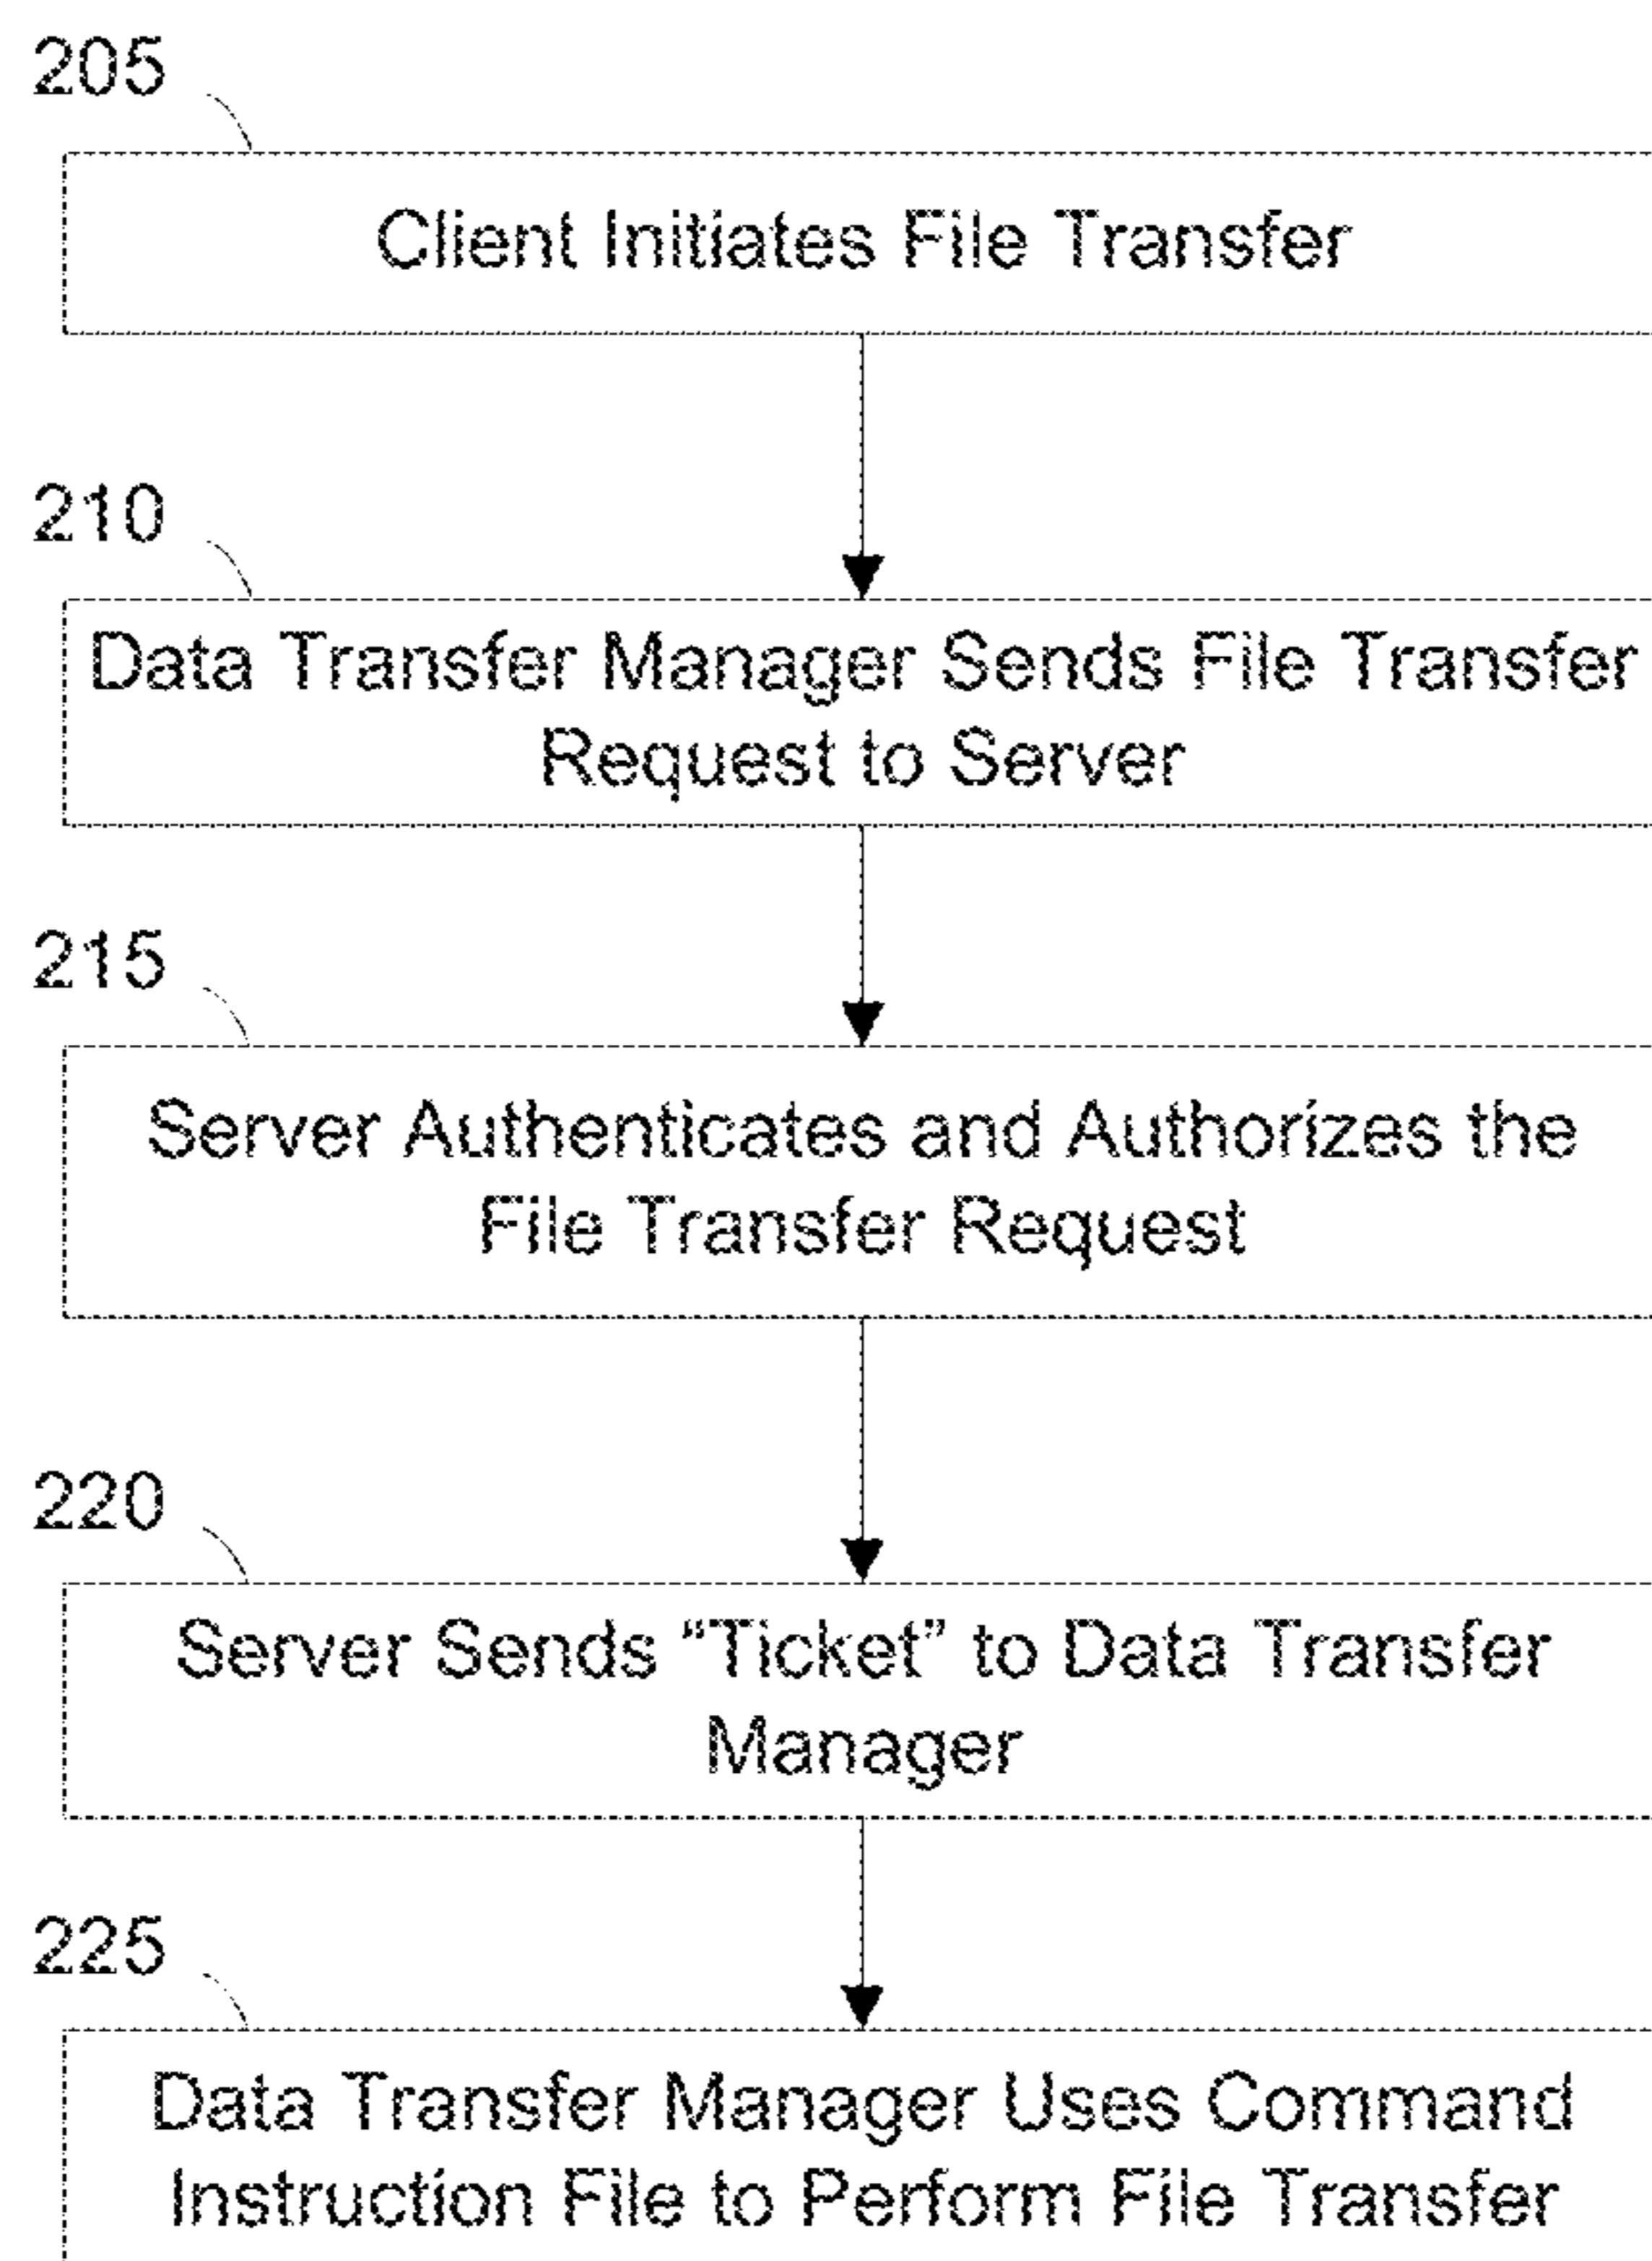 205
Client Initiates File Transfer
210
Data Transfer Manager Sends File Transfer
Request to Server
215
Server Authenticates and Authorizes the
File Transfer Request
220
Server Sends “Ticket” to Data Transfer
Manager
225
Data Transfer Manager Uses Command
Instruction File to Perform File Transfer